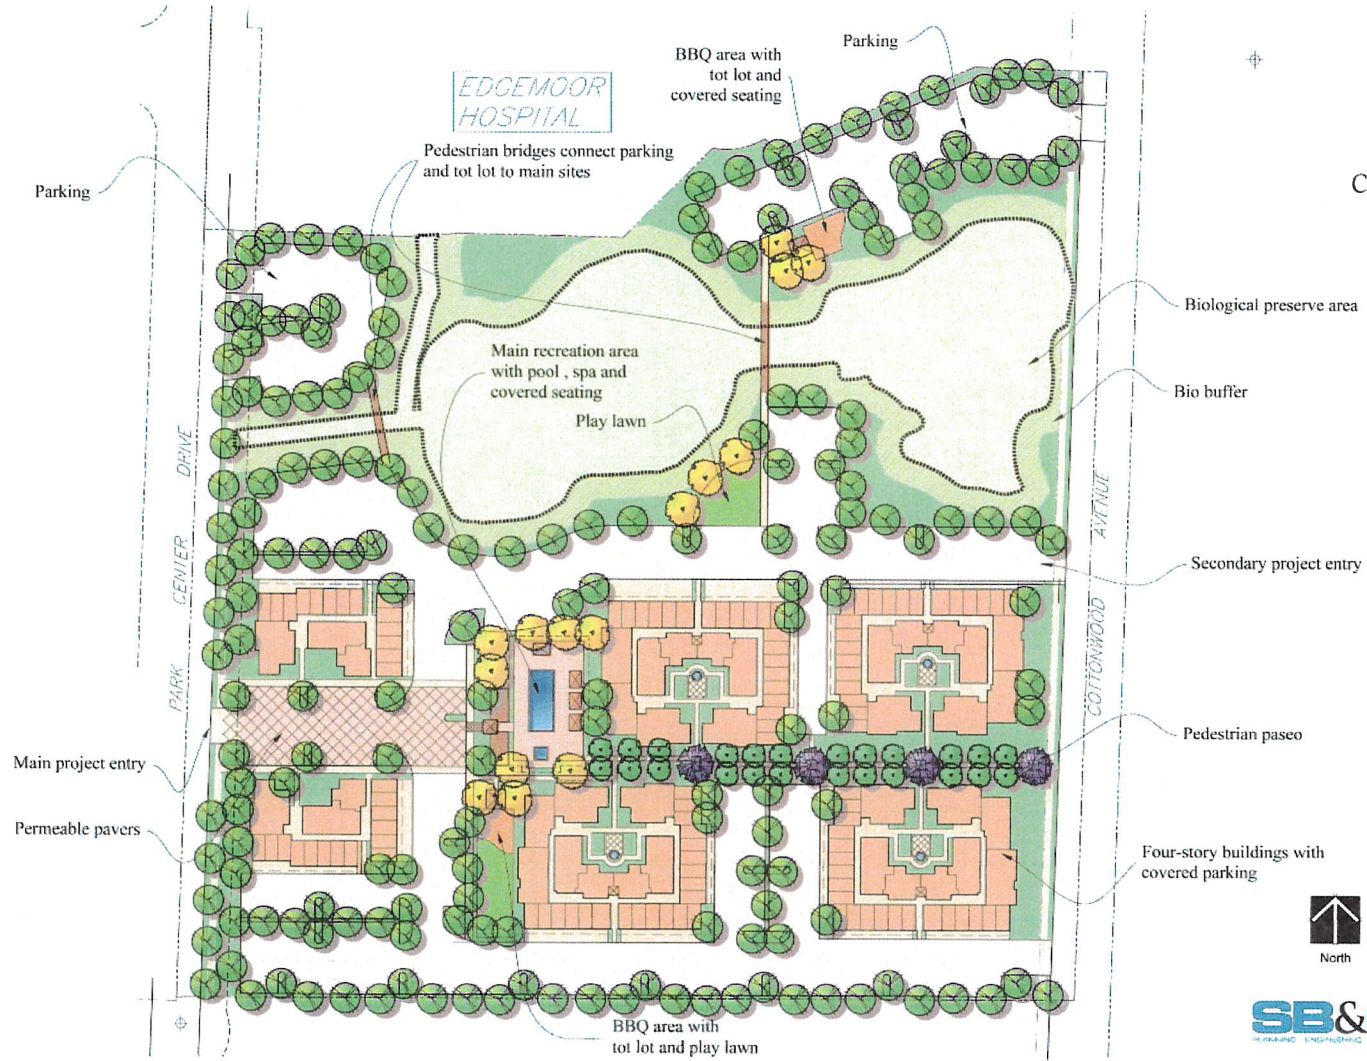 EDGEMOOR
HOSPITAL
BBQ area with
tot lot and
covered seating
Parking
Pedestrian bridges connect parking
and tot lot to main sites
Parking
C
Biological preserve area
Main recreation area
with pool , spa and
covered seating
Play lawn
Bio buffer
PARK CENTER DRIVE
COTTONWOOD AVENUE
Secondary project entry
Pedestrian paseo
Main project entry
Permeable pavers
Four-story buildings with
covered parking
North
BBQ area with
tot lot and play lawn
SB&
PLANNING ENGINEERING